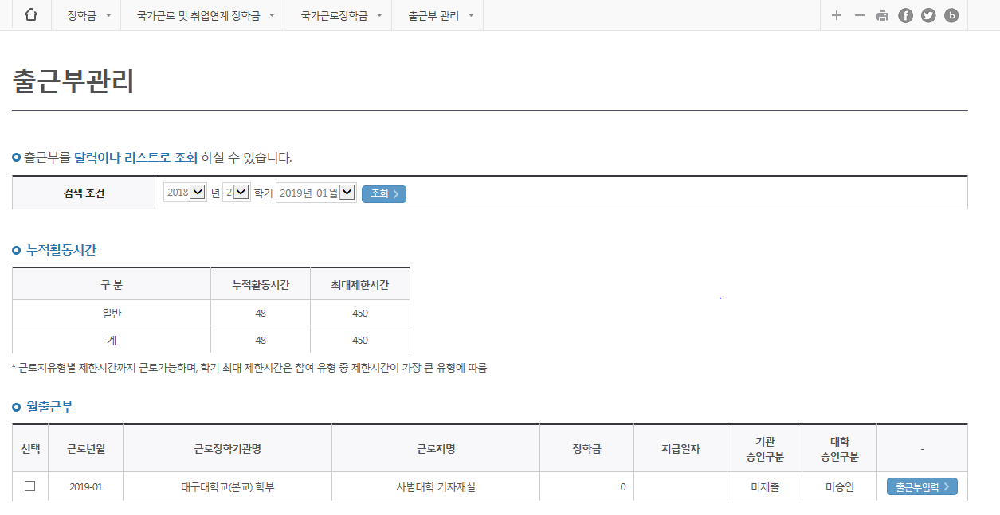 장학금 국가근로 및 취업연계 장학금 국가근로장학금 출근부 관리
출근부관리
출근부를 달력이나 리스트로 조회 하실 수 있습니다.
검색 조건 2018 년 2 학기 2019년 01월 조회
누적활동시간
구 분 누적활동시간 최대제한시간
일반 48 450
계 48 450
* 근로지유형별 제한시간까지 근로가능하며, 학기 최대 제한시간은 참여 유형 중 제한시간이 가장 큰 유형에 따름
월출근부
선택 근로년월 근로장학기관명 근로지명 장학금 지급일자 기관 승인구분 대학 승인구분 -
2019-01 대구대학교(본교) 학부 사범대학 기자재실 0 미제출 미승인 출근부입력